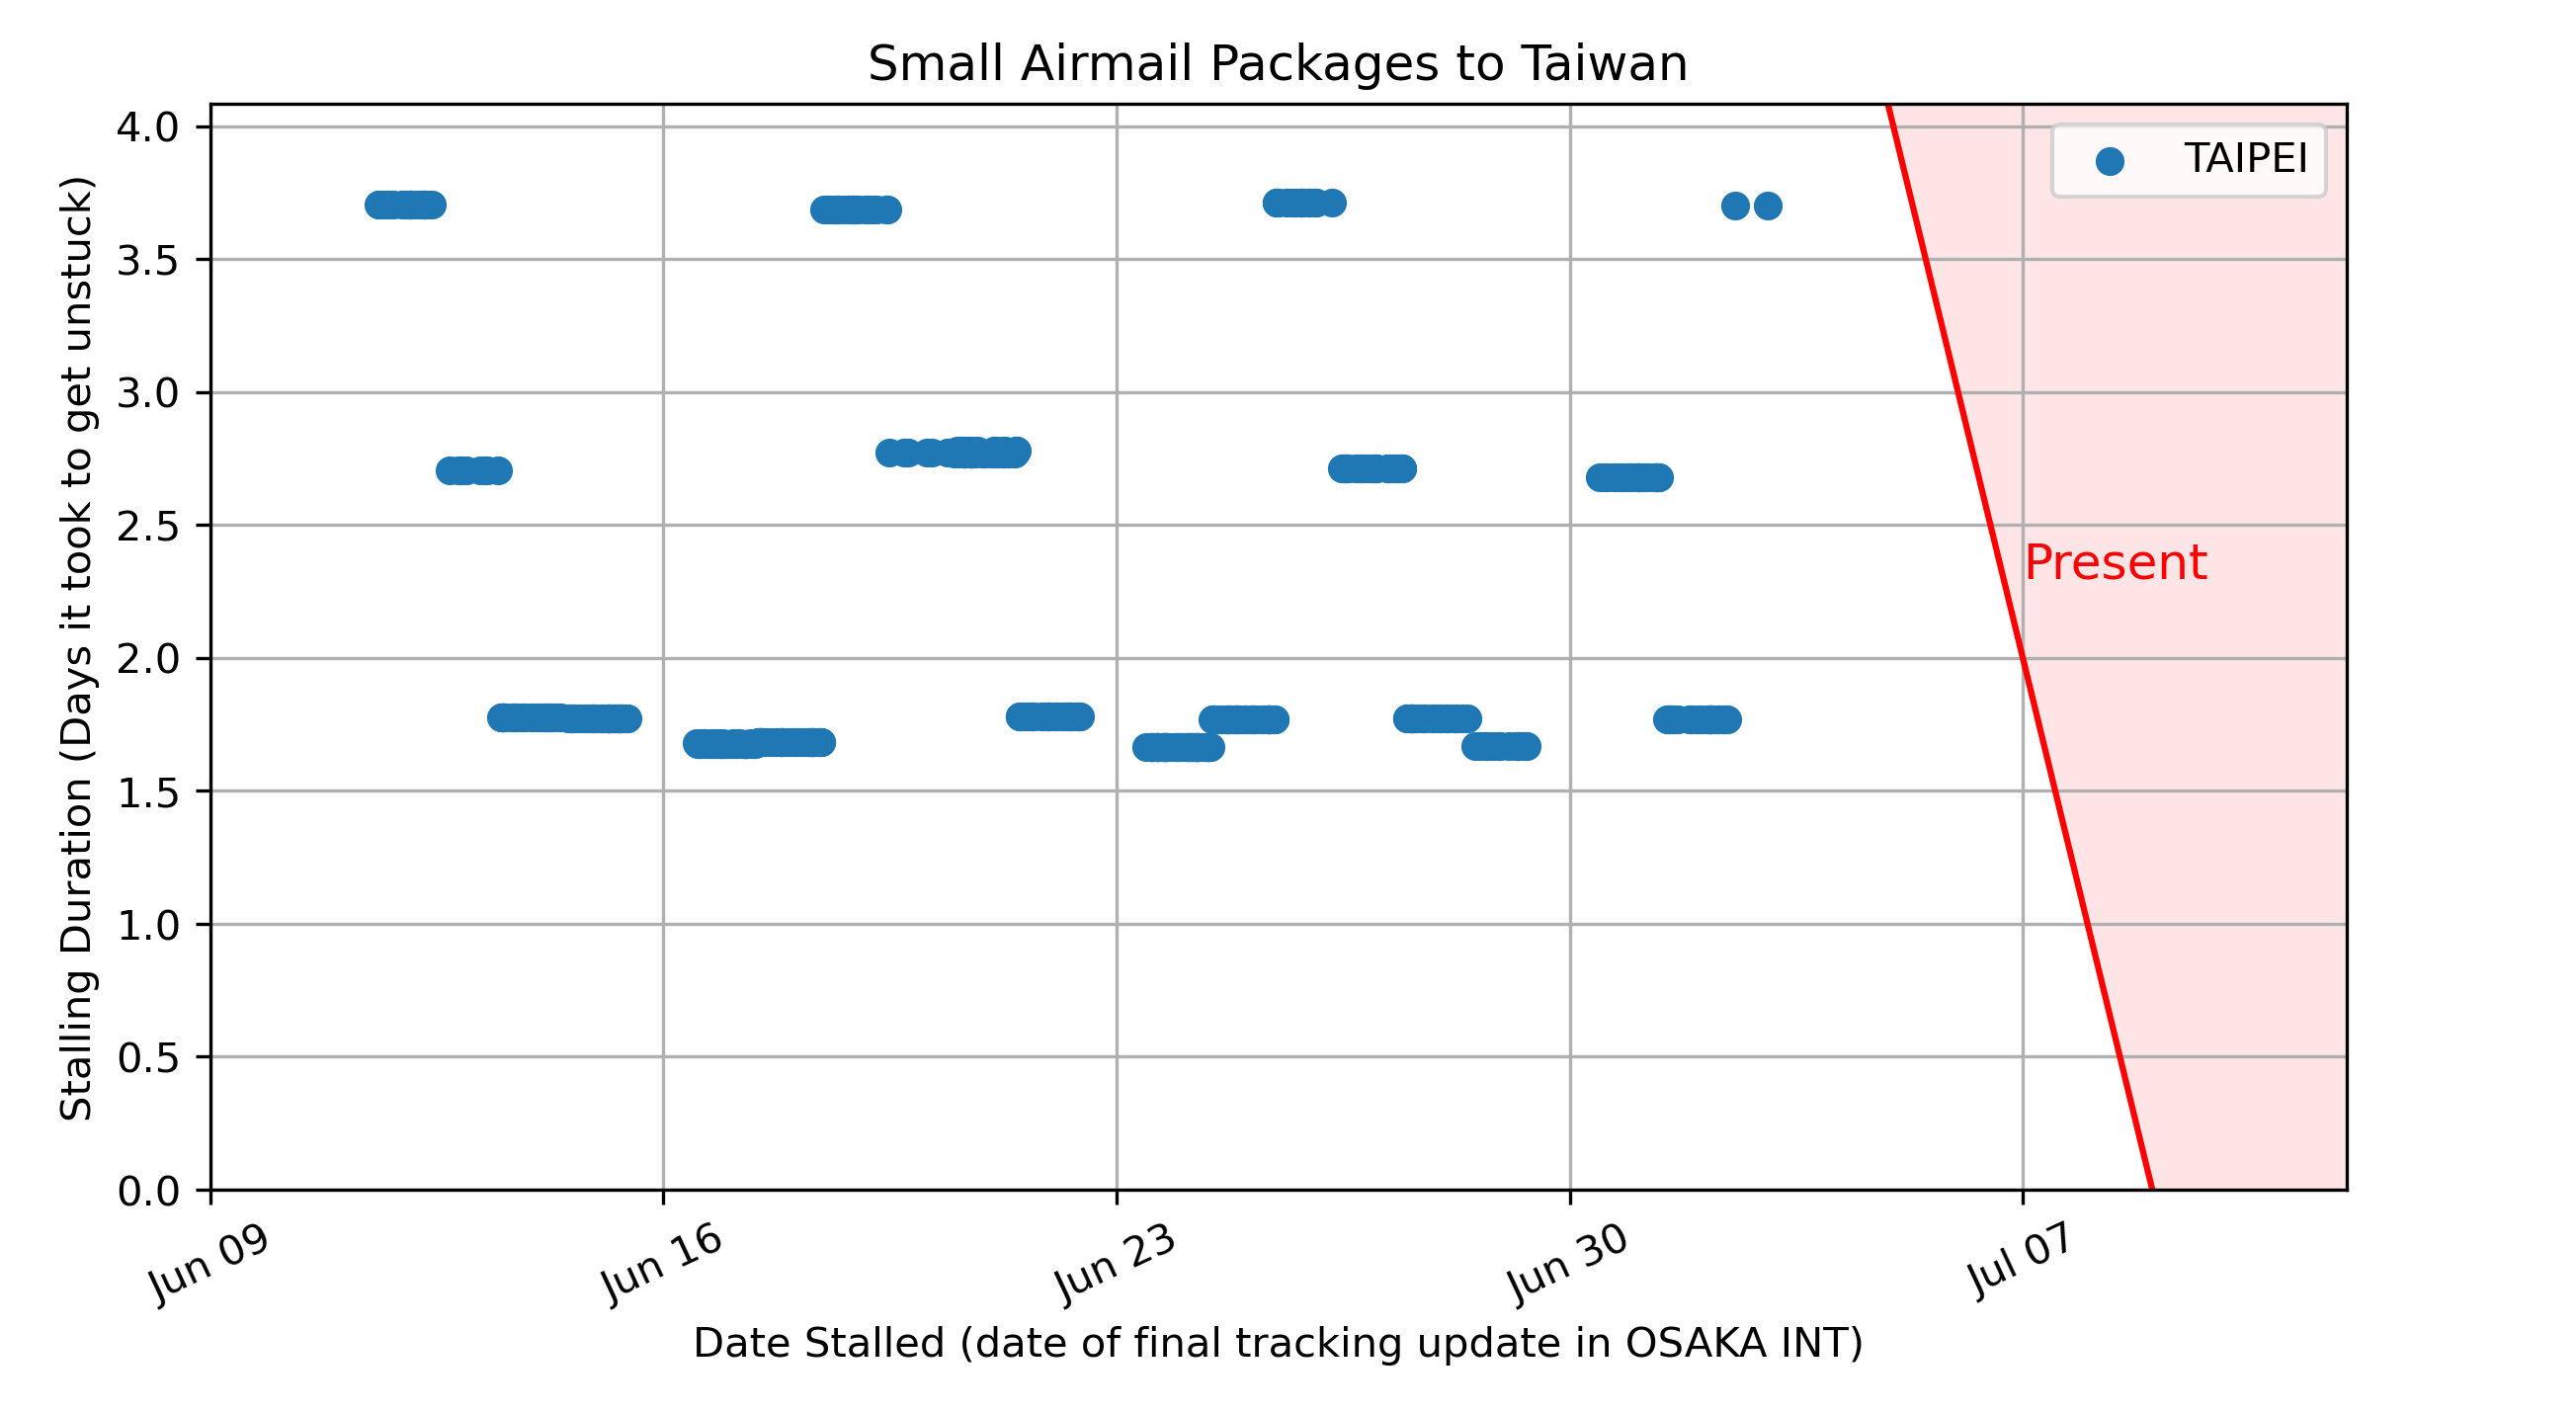 Small Airmail Packages to Taiwan
Stalling Duration (Days it took to get unstuck)
4.0
3.5
3.0
2.5
2.0
1.5
1.0
0.5
0.0
TAIPEI
Present
Jun 09
Jun 16
Jun 23
Jun 30
Jul 07
Date Stalled (date of final tracking update in OSAKA INT)